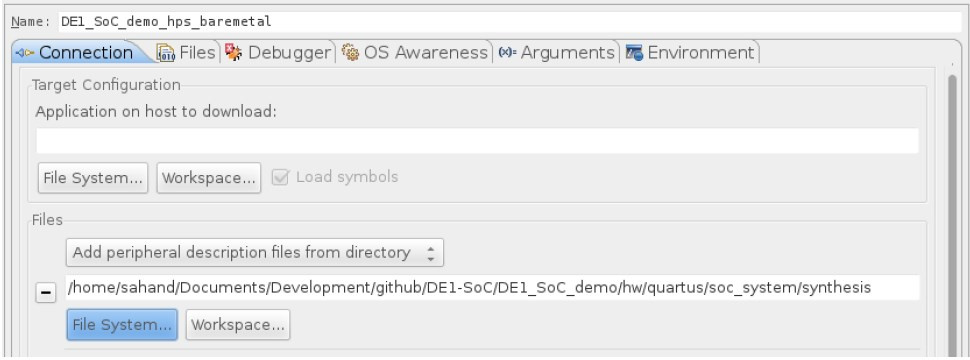 Name: DE1_SoC_demo_hps_baremetal
Connection Files Debugger OS Awareness Arguments Environment
Target Configuration
Application on host to download:
File System... Workspace... Load symbols
Files
Add peripheral description files from directory
/home/sahand/Documents/Development/github/DE1-SoC/DE1_SoC_demo/hw/quartus/soc_system/synthesis
File System... Workspace...